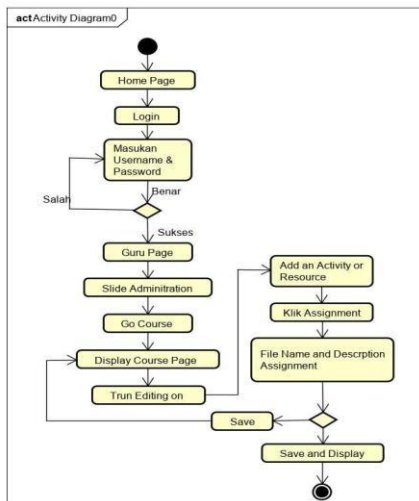 act Activity Diagram0
Home Page
Login
Masukan
Username &
Password
Salah
Benar
Sukses
Guru Page
Slide Adminitration
Go Course
Display Course Page
Trun Editing on
Add an Activity or
Resource
Klik Assignment
File Name and Descrption
Assignment
Save
Save and Display